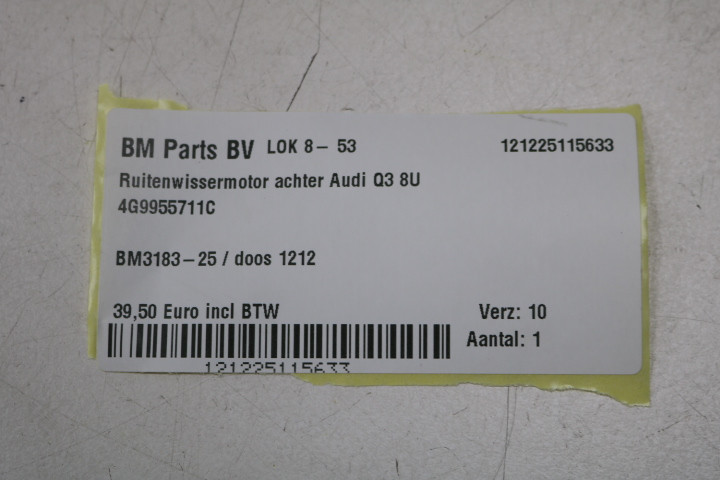 BM Parts BV LOK 8 - 53 121225115633
Ruitenwissermotor achter Audi Q3 8U
4G9955711C
BM3183-25 / doos 1212
39,50 Euro incl BTW Verz: 10
Aantal: 1
121225115633